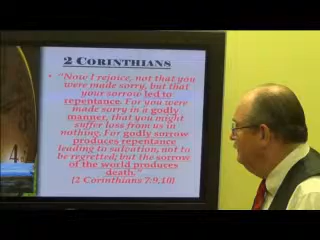 2 CORINTHIANS
• "Now I rejoice, not that you
were made sorry, but that
your sorrow led to
repentance. For you were
made sorry in a godly
manner, that you might
suffer loss from us in
nothing. For godly sorrow
produces repentance
leading to salvation, not to
be regretted; but the sorrow
of the world produces
death."
(2 Corinthians 7:9,10)
4